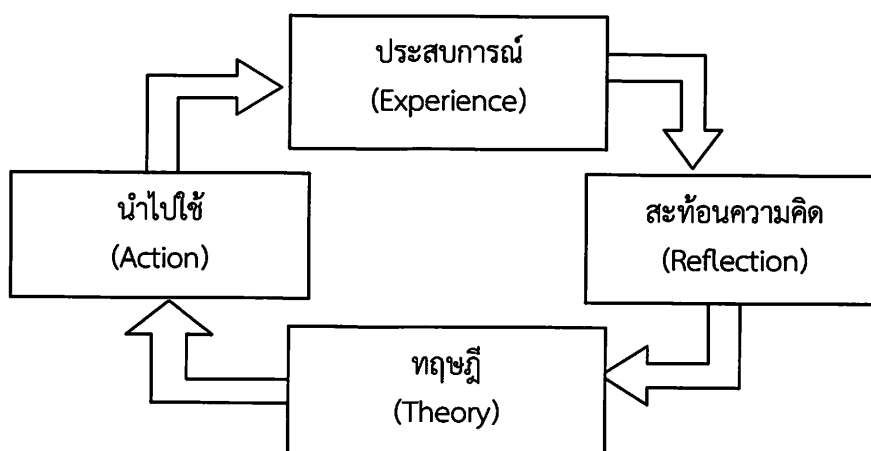 ประสบการณ์
(Experience)
นำไปใช้
(Action)
สะท้อนความคิด
(Reflection)
ทฤษฎี
(Theory)